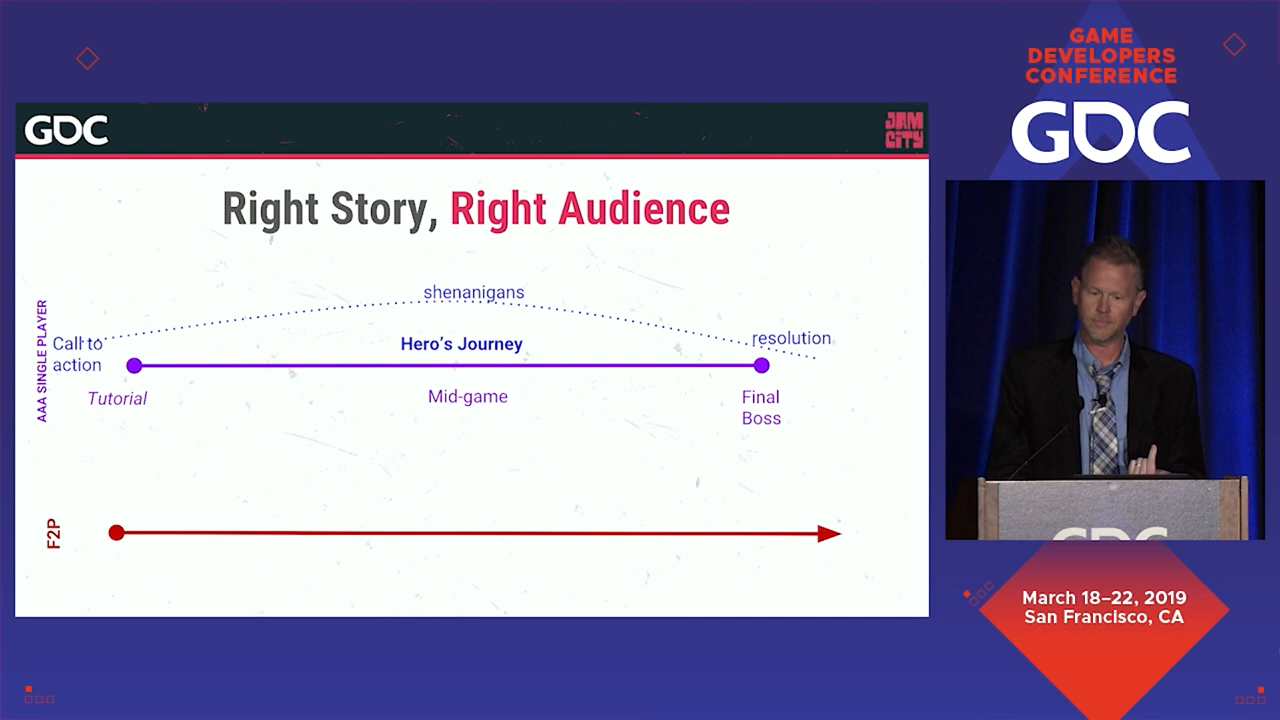 GAME
DEVELOPERS
CONFERENCE
GDC
GDC
JAM
CITY
Right Story, Right Audience
AAA SINGLE PLAYER
shenanigans
Call to
action
Hero's Journey
resolution
Tutorial
Mid-game
Final
Boss
F2P
GDC
March 18–22, 2019
San Francisco, CA